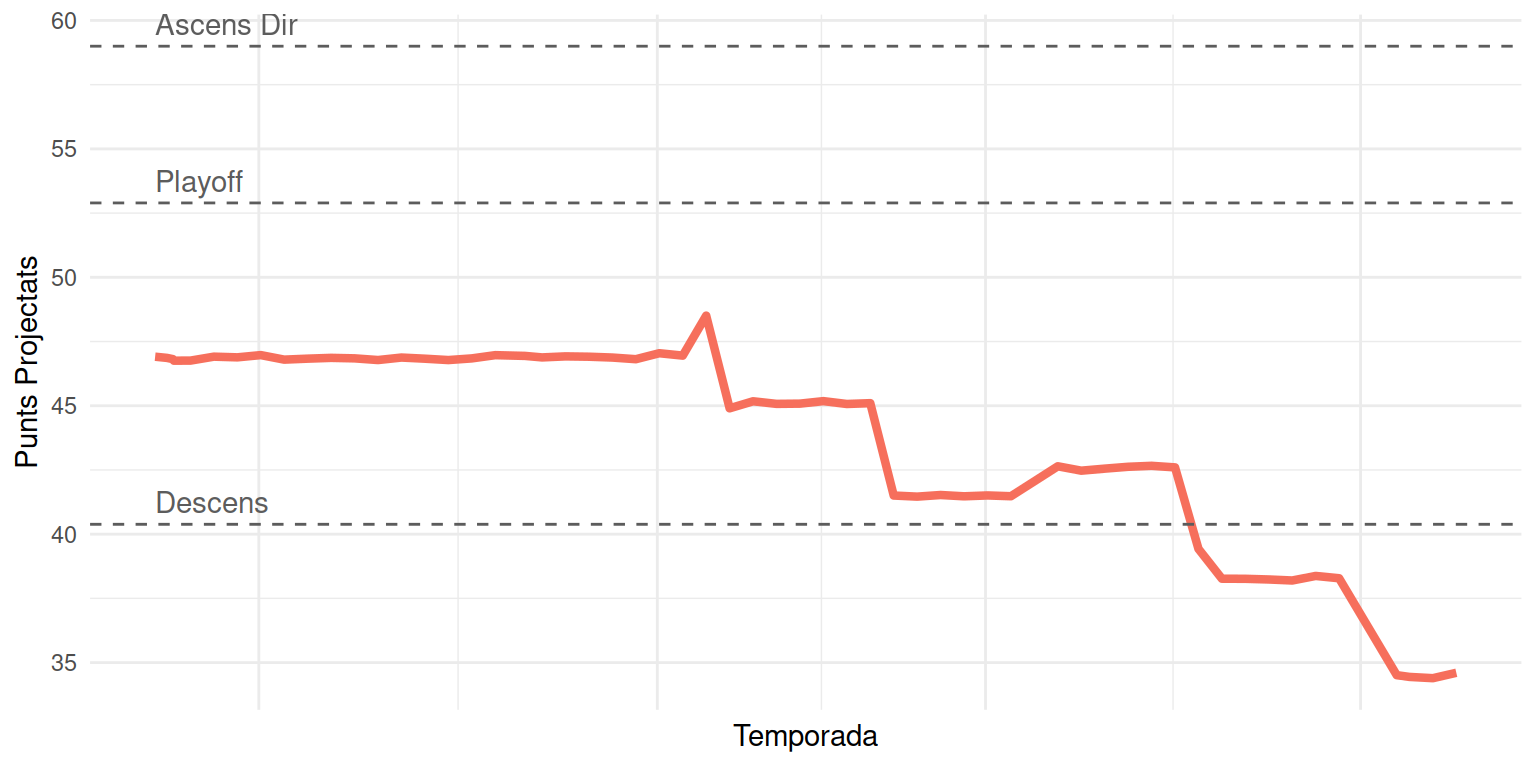 60
Ascens Dir
55
Playoff
50
Punts Projectats
45
Descens
40
35
Temporada